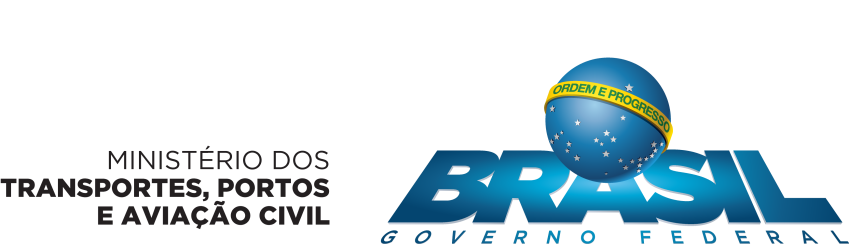 MINISTÉRIO DOS
TRANSPORTES, PORTOS
E AVIAÇÃO CIVIL
ORDEM E PROGRESSO
BRASIL
GOVERNO FEDERAL